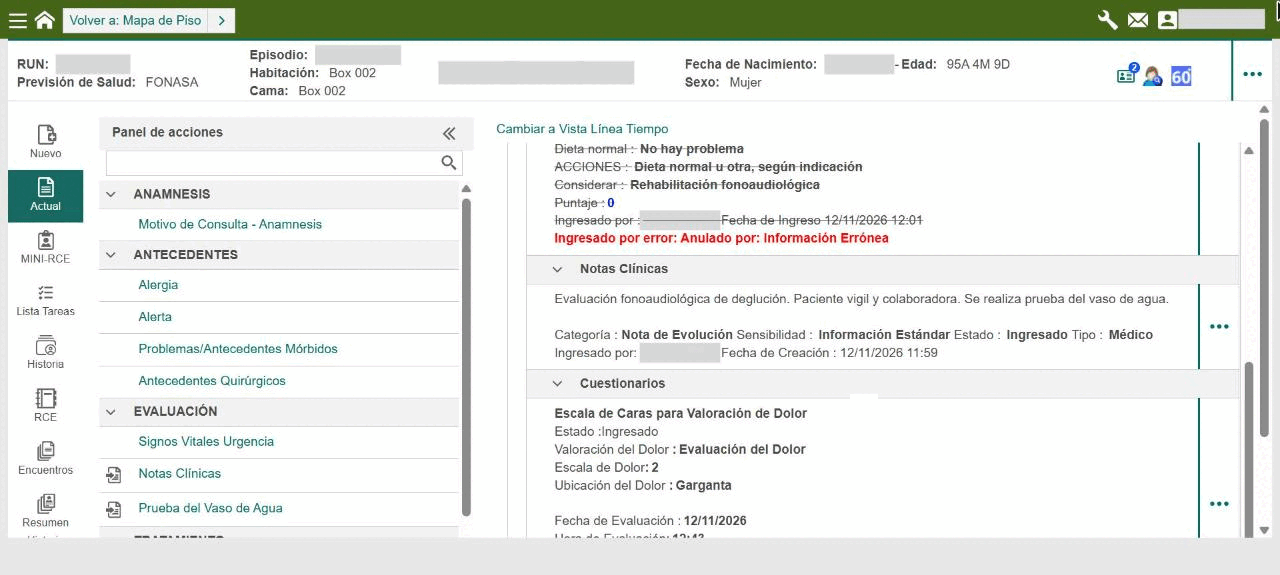 Volver a: Mapa de Piso
RUN:
Previsión de Salud: FONASA
Episodio:
Habitación: Box 002
Cama: Box 002
Fecha de Nacimiento: - Edad: 95A 4M 9D
Sexo: Mujer
2
60
Nuevo
Actual
MINI-RCE
Lista Tareas
Historia
RCE
Encuentros
Resumen
Panel de acciones
ANAMNESIS
Motivo de Consulta - Anamnesis
ANTECEDENTES
Alergia
Alerta
Problemas/Antecedentes Mórbidos
Antecedentes Quirúrgicos
EVALUACIÓN
Signos Vitales Urgencia
Notas Clínicas
Prueba del Vaso de Agua
Cambiar a Vista Línea Tiempo
Dieta normal : No hay problema
ACCIONES : Dieta normal u otra, según indicación
Considerar : Rehabilitación fonoaudiológica
Puntaje : 0
Ingresado por : Fecha de Ingreso 12/11/2026 12:01
Ingresado por error: Anulado por: Información Errónea
Notas Clínicas
Evaluación fonoaudiológica de deglución. Paciente vigil y colaboradora. Se realiza prueba del vaso de agua.
Categoría : Nota de Evolución Sensibilidad : Información Estándar Estado : Ingresado Tipo : Médico
Ingresado por: Fecha de Creación : 12/11/2026 11:59
Cuestionarios
Escala de Caras para Valoración de Dolor
Estado :Ingresado
Valoración del Dolor : Evaluación del Dolor
Escala de Dolor: 2
Ubicación del Dolor : Garganta
Fecha de Evaluación : 12/11/2026